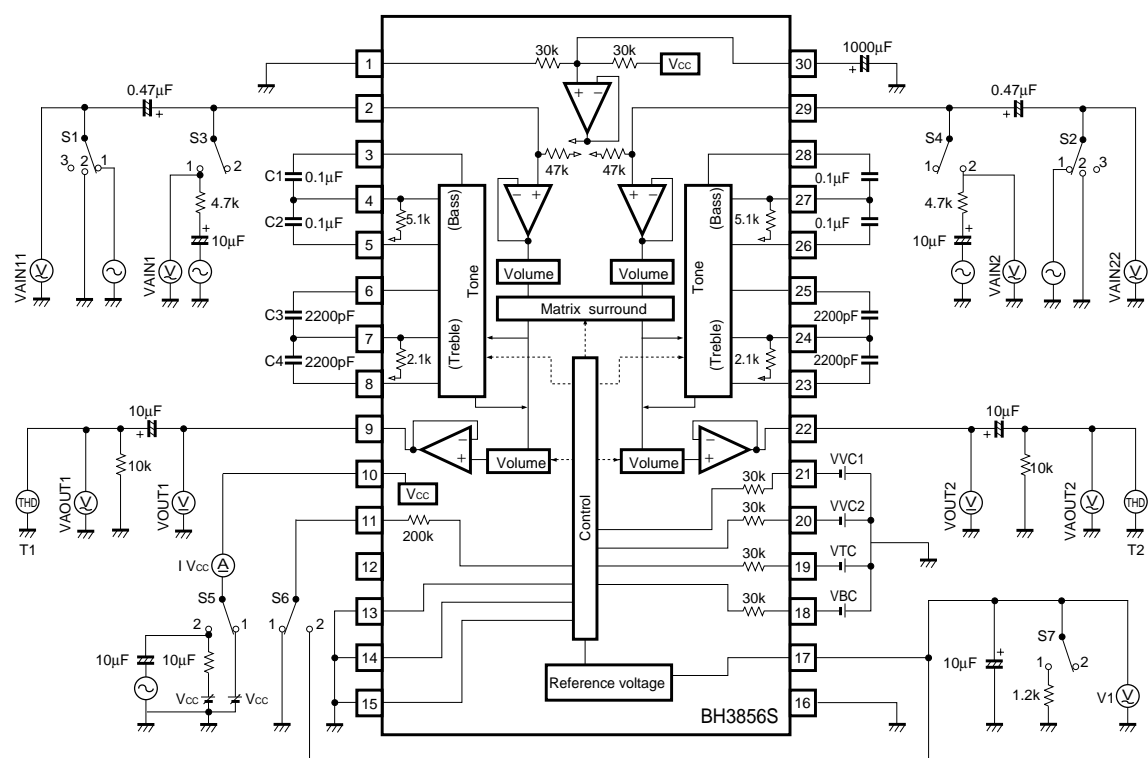 30k 30k 1000µF
1 Vcc 30
+ − +
0.47µF 0.47µF
+ 2 29 +
S1 S3 S4 S2
3 2 1 1 2 3 28 1 2 1 2 3
47k 47k
C1 0.1µF 0.1µF
4.7k 4 (Bass) − + − + (Bass) 27 4.7k
5.1k 5.1k
C2 0.1µF 0.1µF
10µF + 5 26 10µF +
VAIN11 V VAIN1 V Volume Volume V VAIN2 V VAIN22
6 Tone Tone 25
C3 2200pF Matrix surround 2200pF
7 24
C4 2200pF 2.1k (Treble) (Treble) 2.1k 2200pF
8 23
10µF 10µF
+ 9 − + − + 22 +
10k 10k
THD VAOUT1 V VOUT1 V Volume Volume VOUT2 V VAOUT2 V THD
T1 10 Vcc 30k 21 VVC1 T2
11 200k 30k 20 VVC2
I Vcc A 12 Control 30k 19 VTC
S5 S6 13 30k 18 VBC
2 1 1 2
10µF 10µF 14 17 10µF + S7 1 2
Vcc Vcc Reference voltage 1.2k V1 V
15 16
BH3856S